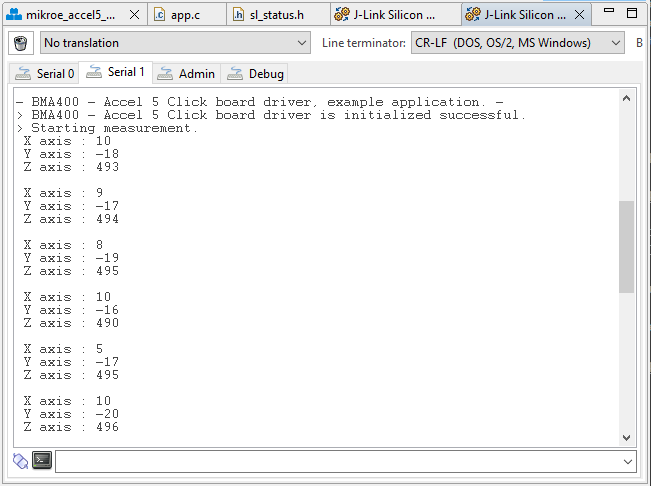 mikroe_accel5_... app.c sl_status.h J-Link Silicon ... J-Link Silicon ...
No translation Line terminator: CR-LF (DOS, OS/2, MS Windows)
Serial 0 Serial 1 Admin Debug
- BMA400 - Accel 5 Click board driver, example application. -
> BMA400 - Accel 5 Click board driver is initialized successful.
> Starting measurement.
X axis : 10
Y axis : -18
Z axis : 493
X axis : 9
Y axis : -17
Z axis : 494
X axis : 8
Y axis : -19
Z axis : 495
X axis : 10
Y axis : -16
Z axis : 490
X axis : 5
Y axis : -17
Z axis : 495
X axis : 10
Y axis : -20
Z axis : 496